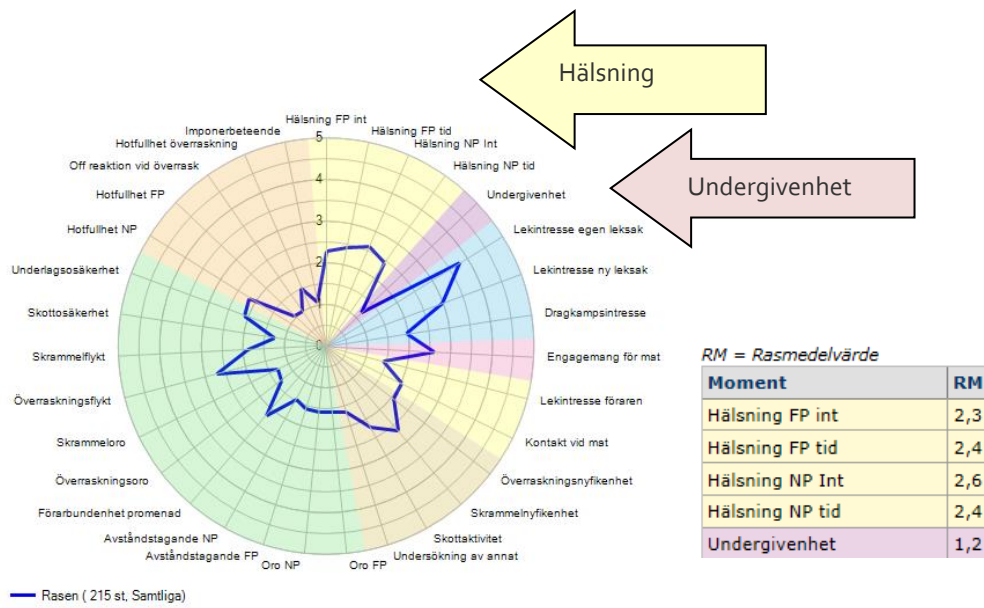 Hälsning
Undergivenhet
Hälsning FP int
Hälsning FP tid
Hälsning NP Int
Hälsning NP tid
Undergivenhet
Lekintresse egen leksak
Lekintresse ny leksak
Dragkampsintresse
Engagemang för mat
Lekintresse föraren
Kontakt vid mat
Överraskningsnyfikenhet
Skrammelnyfikenhet
Skottaktivitet
Undersökning av annat
Oro FP
Oro NP
Avståndstagande FP
Avståndstagande NP
Förarbundenhet promenad
Överraskningsoro
Skrammeloro
Överraskningsflykt
Skrammelflykt
Skottosäkerhet
Underlagsosäkerhet
Hotfullhet NP
Hotfullhet FP
Off reaktion vid överrask
Hotfullhet överraskning
Imponerbeteende
5
4
3
2
1
0
Rasen ( 215 st, Samtliga)
RM = Rasmedelvärde
Moment RM
Hälsning FP int 2,3
Hälsning FP tid 2,4
Hälsning NP Int 2,6
Hälsning NP tid 2,4
Undergivenhet 1,2